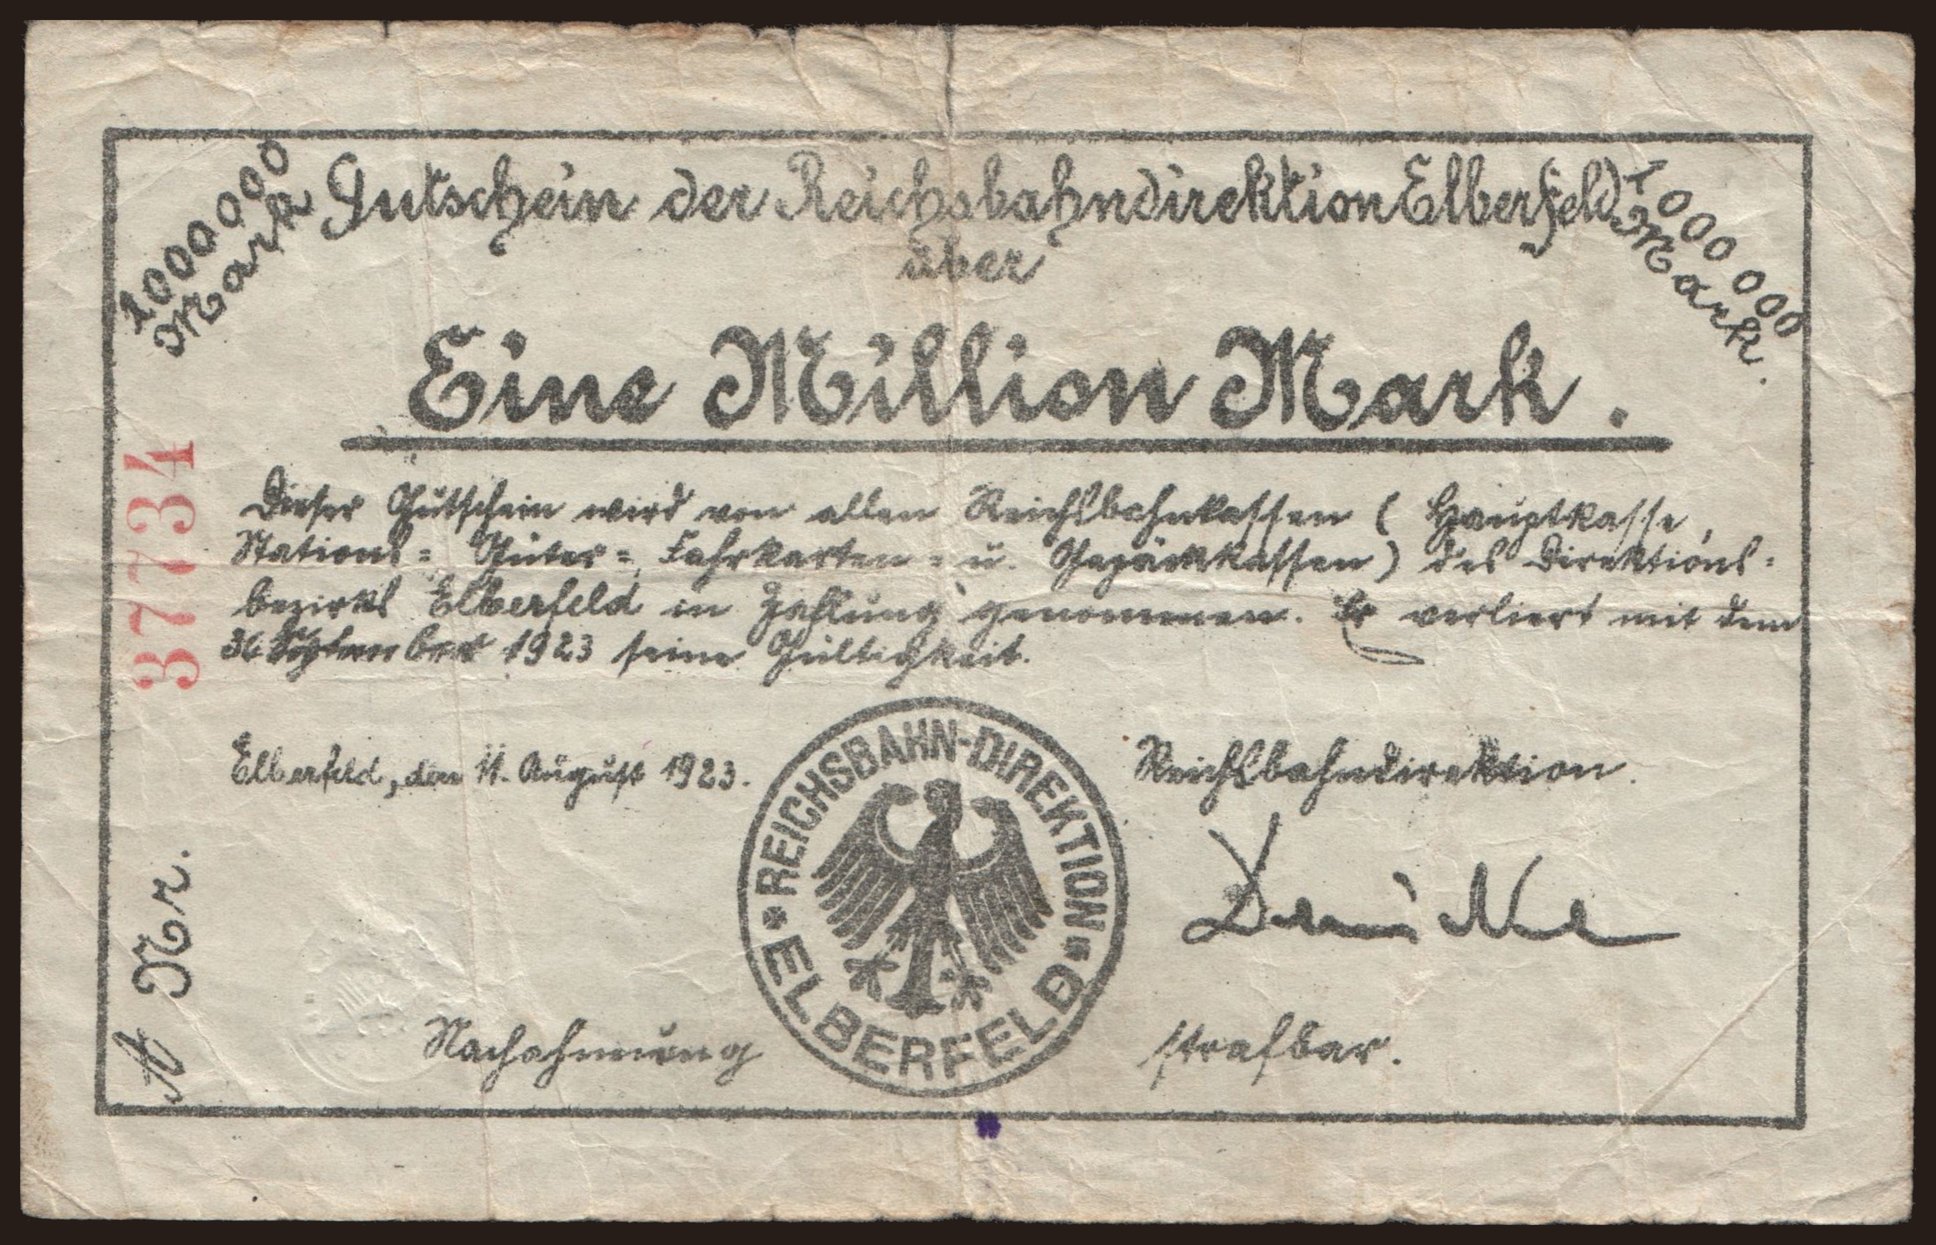 1000000
Mark
Gutschein der Reichsbahndirektion Elberfeld
1000000
Mark.
über
Eine Million Mark.
Dieser Gutschein wird von allen Reichsbahnkassen ( Hauptkasse,
Stations= Güter=, Fahrkarten= u. Gepäckkassen) des Direktions=
bezirks Elberfeld in Zahlung genommen. Er verliert mit dem
September 1923 seine Gültigkeit.
37734
Elberfeld, den 11. August 1923.
Reichsbahndirektion.
REICHSBAHN-DIREKTION
ELBERFELD
A Nr.
Nachahmung strafbar.